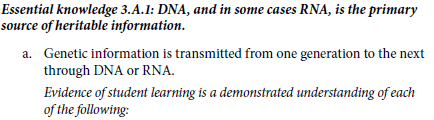 Essential knowledge 3.A.1: DNA, and in some cases RNA, is the primary
source of heritable information.
a. Genetic information is transmitted from one generation to the next
through DNA or RNA.
Evidence of student learning is a demonstrated understanding of each
of the following: